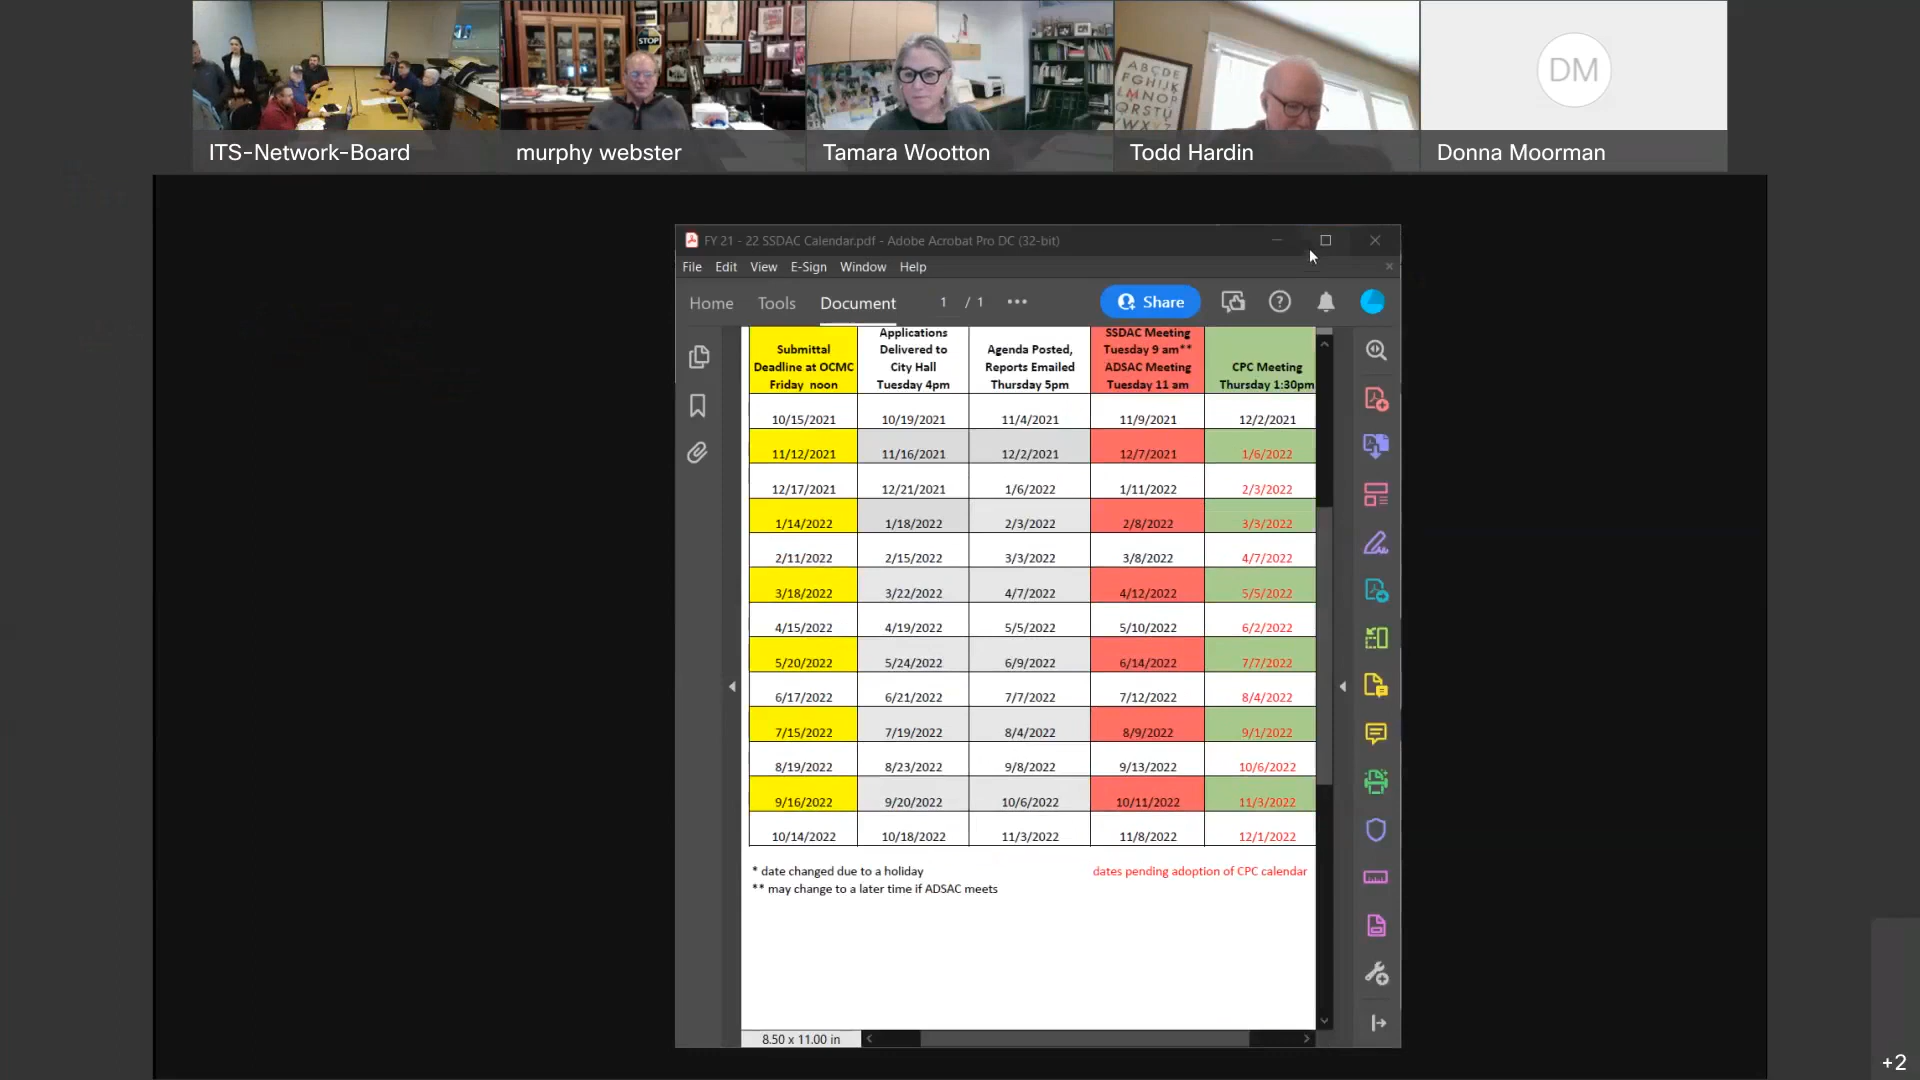 STOP
ABCDE
FGHIJK
LMNOP
QRSTU
VWXYZ
DM
ITS-Network-Board
murphy webster
Tamara Wootton
Todd Hardin
Donna Moorman
FY 21 - 22 SSDAC Calendar.pdf - Adobe Acrobat Pro DC (32-bit)
File Edit View E-Sign Window Help
Home Tools Document 1 / 1 Share
Submittal
Deadline at OCMC
Friday noon
Applications
Delivered to
City Hall
Tuesday 4pm
Agenda Posted,
Reports Emailed
Thursday 5pm
SSDAC Meeting
Tuesday 9 am**
ADSAC Meeting
Tuesday 11 am
CPC Meeting
Thursday 1:30pm
10/15/2021 10/19/2021 11/4/2021 11/9/2021 12/2/2021
11/12/2021 11/16/2021 12/2/2021 12/7/2021 1/6/2022
12/17/2021 12/21/2021 1/6/2022 1/11/2022 2/3/2022
1/14/2022 1/18/2022 2/3/2022 2/8/2022 3/3/2022
2/11/2022 2/15/2022 3/3/2022 3/8/2022 4/7/2022
3/18/2022 3/22/2022 4/7/2022 4/12/2022 5/5/2022
4/15/2022 4/19/2022 5/5/2022 5/10/2022 6/2/2022
5/20/2022 5/24/2022 6/9/2022 6/14/2022 7/7/2022
6/17/2022 6/21/2022 7/7/2022 7/12/2022 8/4/2022
7/15/2022 7/19/2022 8/4/2022 8/9/2022 9/1/2022
8/19/2022 8/23/2022 9/8/2022 9/13/2022 10/6/2022
9/16/2022 9/20/2022 10/6/2022 10/11/2022 11/3/2022
10/14/2022 10/18/2022 11/3/2022 11/8/2022 12/1/2022
* date changed due to a holiday dates pending adoption of CPC calendar
** may change to a later time if ADSAC meets
8.50 x 11.00 in
+2